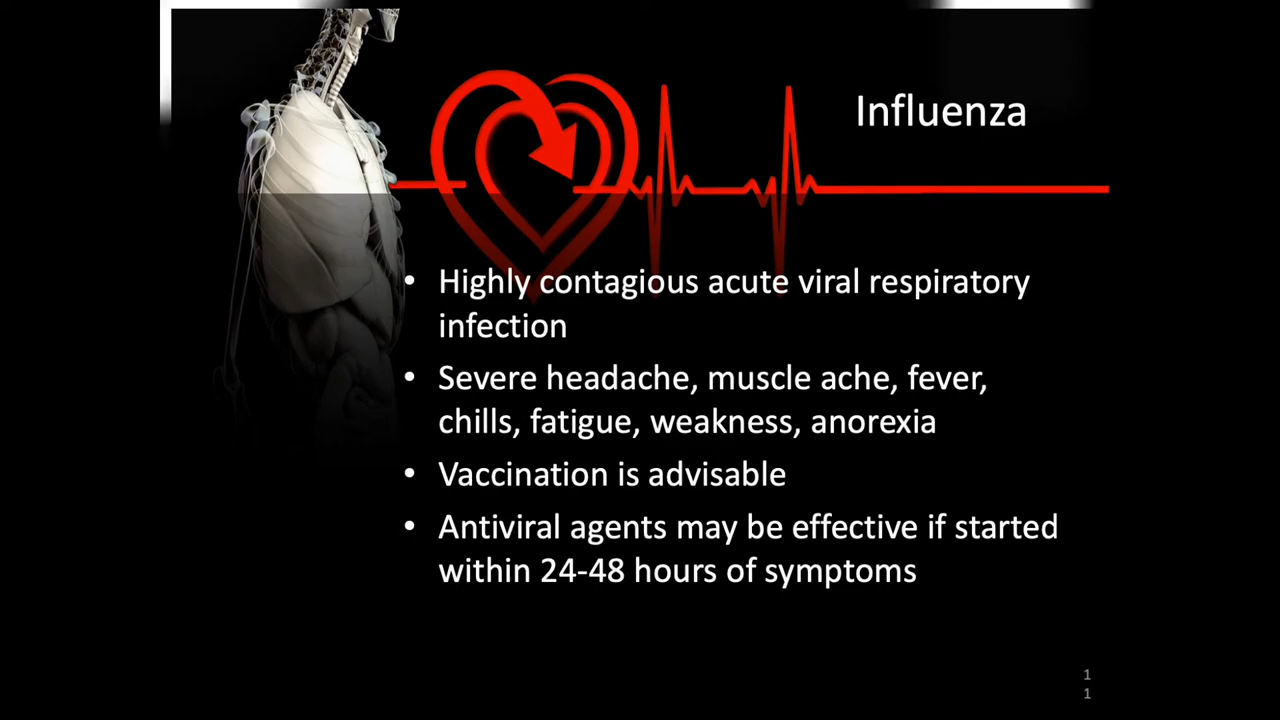 Influenza
• Highly contagious acute viral respiratory
infection
• Severe headache, muscle ache, fever,
chills, fatigue, weakness, anorexia
• Vaccination is advisable
• Antiviral agents may be effective if started
within 24-48 hours of symptoms
1
1